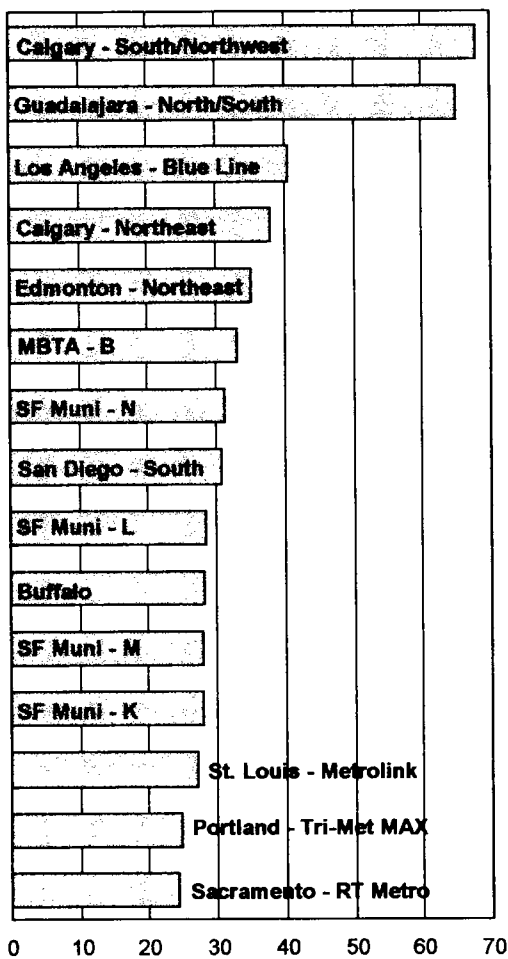 Calgary - South/Northwest
Guadalajara - North/South
Los Angeles - Blue Line
Calgary - Northeast
Edmonton - Northeast
MBTA - B
SF Muni - N
San Diego - South
SF Muni - L
Buffalo
SF Muni - M
SF Muni - K
St. Louis - Metrolink
Portland - Tri-Met MAX
Sacramento - RT Metro
0 10 20 30 40 50 60 70